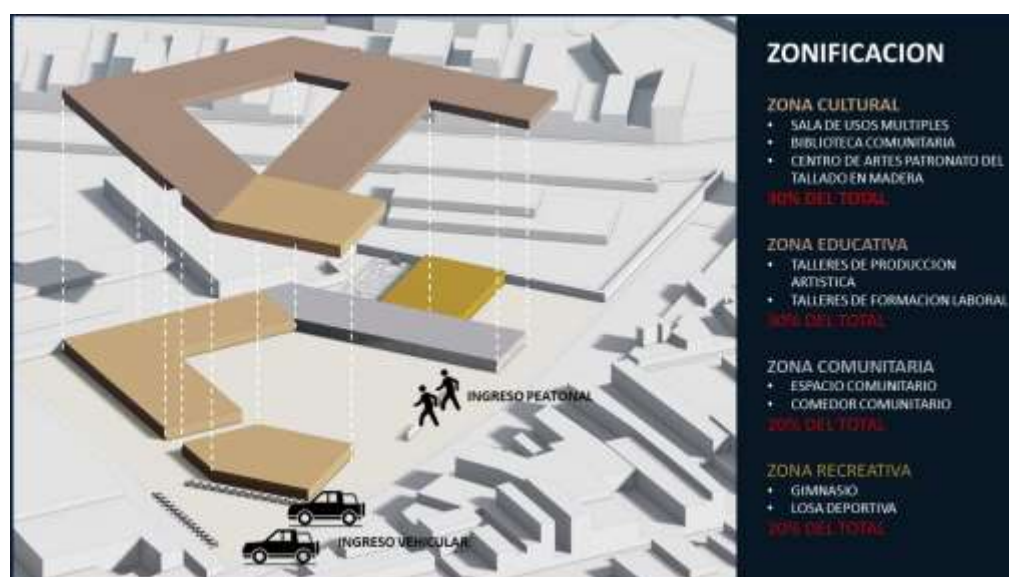 ZONIFICACION
ZONA CULTURAL
• SALA DE USOS MULTIPLES
• BIBLIOTECA COMUNITARIA
• CENTRO DE ARTES PATRONATO DEL
TALLADO EN MADERA
30% DEL TOTAL
ZONA EDUCATIVA
• TALLERES DE PRODUCCION
ARTISTICA
• TALLERES DE FORMACION LABORAL
30% DEL TOTAL
ZONA COMUNITARIA
• ESPACIO COMUNITARIO
• COMEDOR COMUNITARIO
20% DEL TOTAL
ZONA RECREATIVA
• GIMNASIO
• LOSA DEPORTIVA
20% DEL TOTAL
INGRESO PEATONAL
INGRESO VEHICULAR